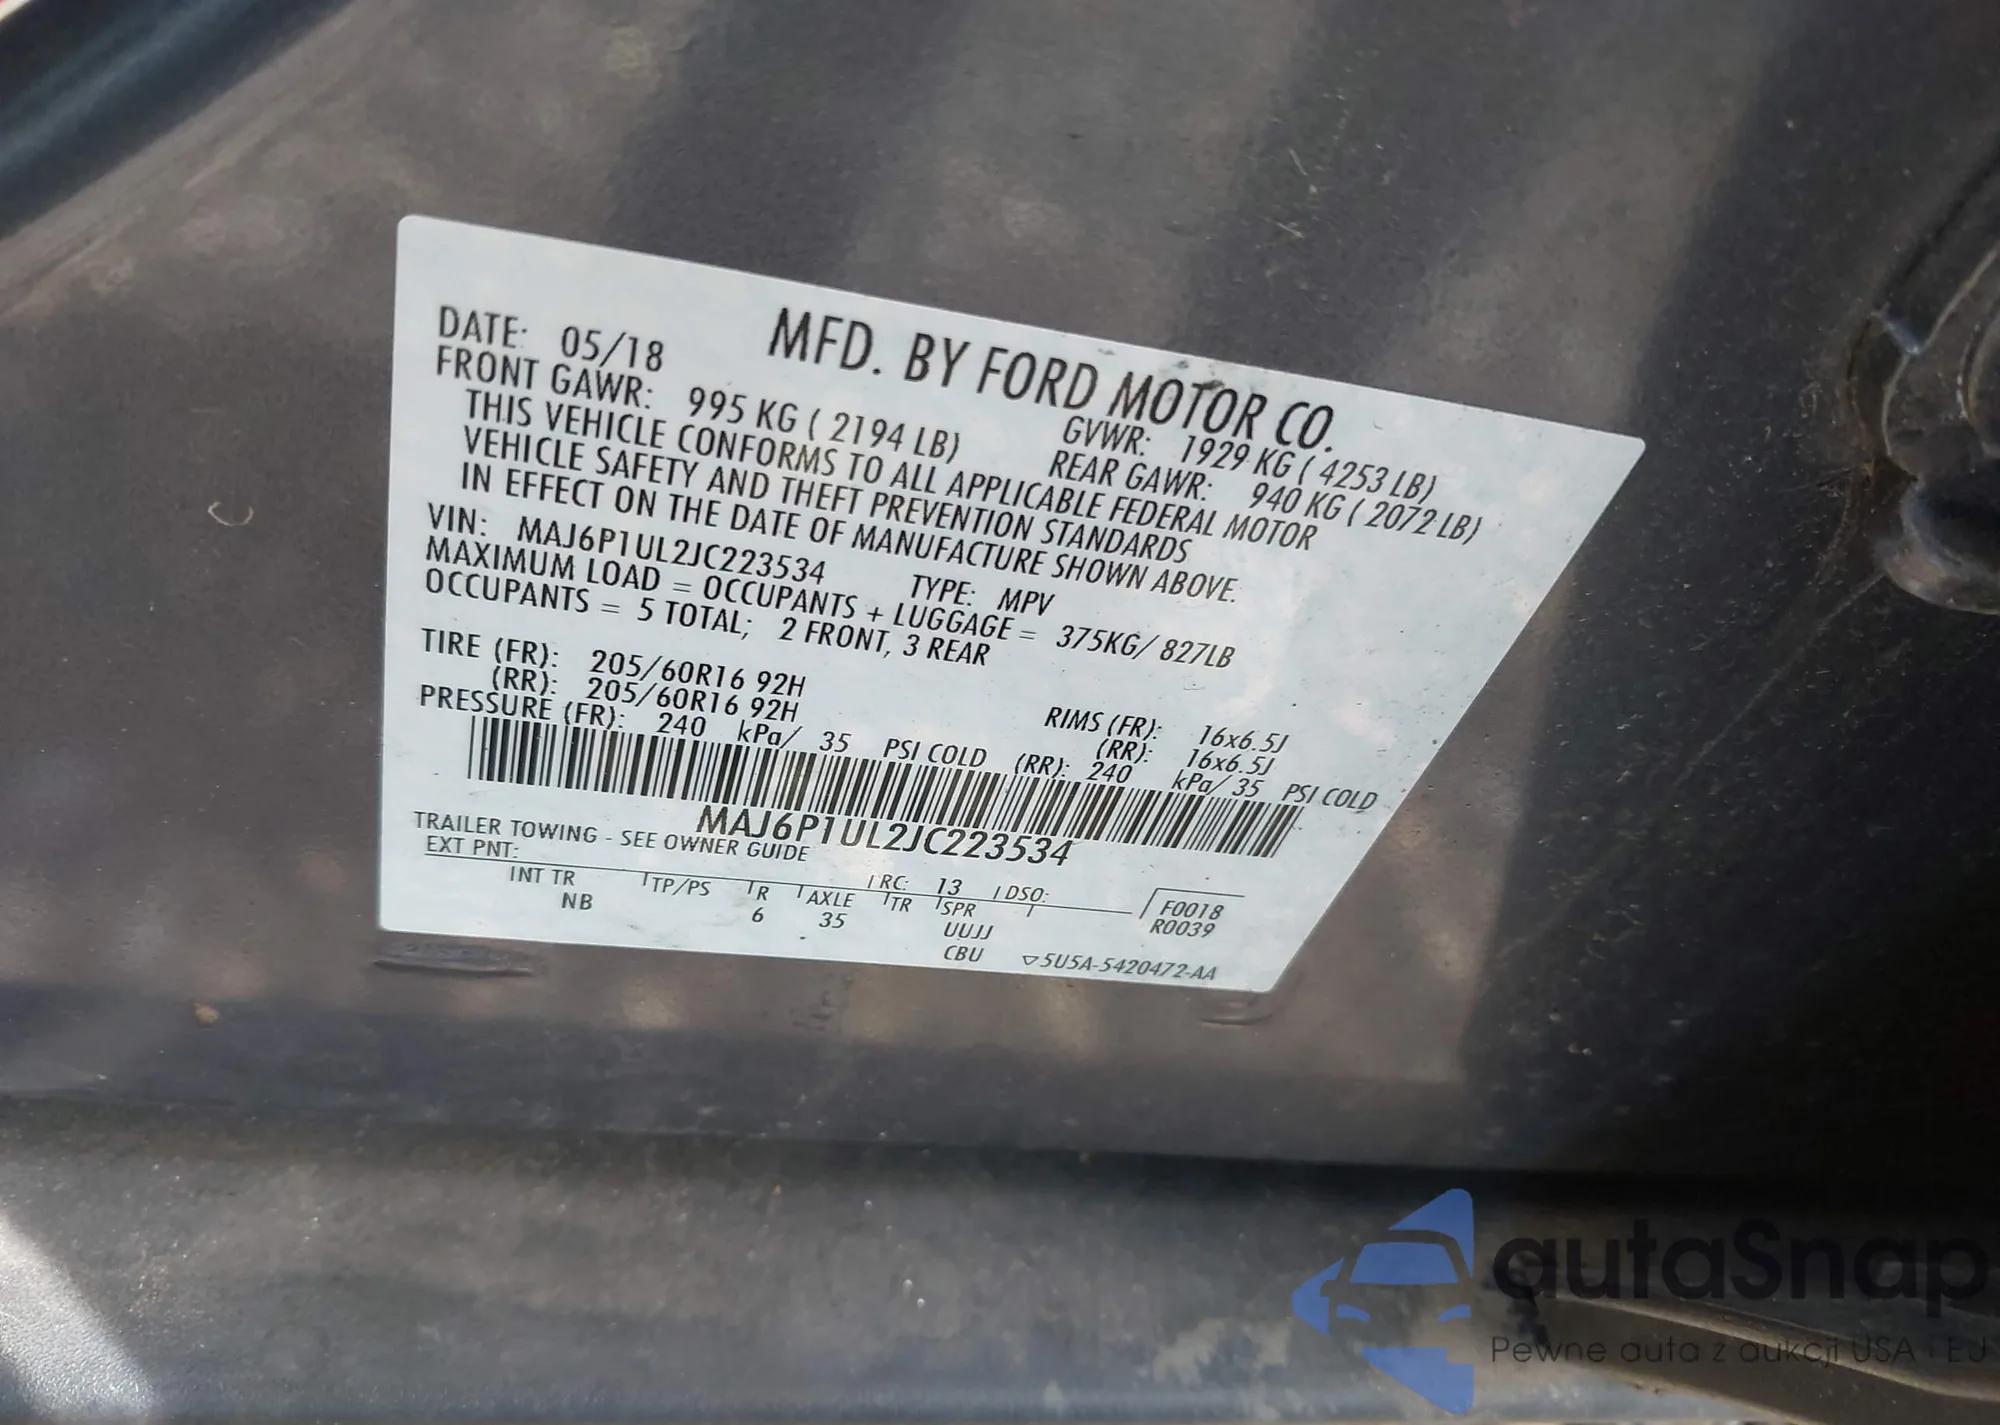 MFD. BY FORD MOTOR CO.
DATE: 05/18 GVWR: 1929 KG ( 4253 LB)
FRONT GAWR: 995 KG ( 2194 LB) REAR GAWR: 940 KG ( 2072 LB)
THIS VEHICLE CONFORMS TO ALL APPLICABLE FEDERAL MOTOR
VEHICLE SAFETY AND THEFT PREVENTION STANDARDS
IN EFFECT ON THE DATE OF MANUFACTURE SHOWN ABOVE.
VIN: MAJ6P1UL2JC223534 TYPE: MPV
MAXIMUM LOAD = OCCUPANTS + LUGGAGE = 375KG/ 827LB
OCCUPANTS = 5 TOTAL; 2 FRONT, 3 REAR
TIRE (FR): 205/60R16 92H RIMS (FR): 16x6.5J
(RR): 205/60R16 92H (RR): 16x6.5J
PRESSURE (FR): 240 kPa/ 35 PSI COLD (RR): 240 kPa/ 35 PSI COLD
MAJ6P1UL2JC223534
TRAILER TOWING - SEE OWNER GUIDE
EXT PNT: RC: 13 DSO:
INT TR TP/PS R AXLE TR SPR F0018
NB 6 35 UUJJ R0039
CBU ▽5U5A-5420472-AA
autaSnap
Pewne auta z aukcji USA i EU